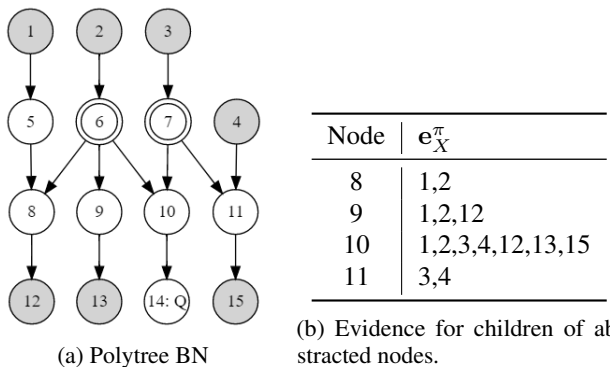 1 2 3
5 6 7 4
8 9 10 11
12 13 14: Q 15
(a) Polytree BN
Node e^π_X
8 1,2
9 1,2,12
10 1,2,3,4,12,13,15
11 3,4
(b) Evidence for children of ab
stracted nodes.